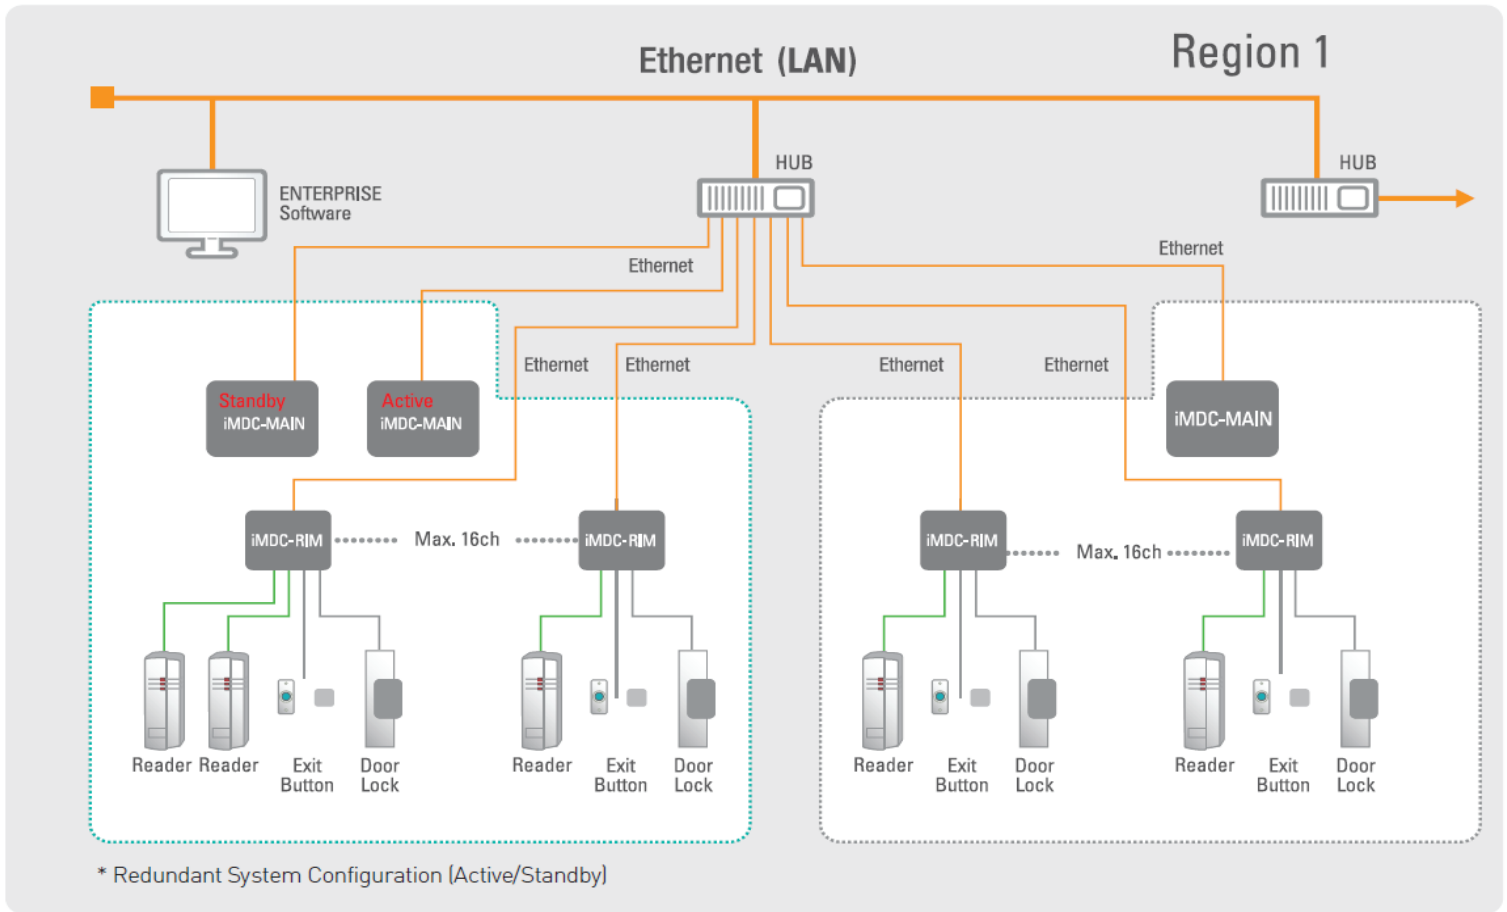 Ethernet (LAN)
Region 1
HUB
HUB
ENTERPRISE
Software
Ethernet
Ethernet
Ethernet
Ethernet
Ethernet
Ethernet
Standby
iMDC-MAIN
Active
iMDC-MAIN
iMDC-MAIN
iMDC-RIM
Max. 16ch
iMDC-RIM
iMDC-RIM
Max. 16ch
iMDC-RIM
Reader
Reader
Exit
Button
Door
Lock
Reader
Exit
Button
Door
Lock
Reader
Exit
Button
Door
Lock
Reader
Exit
Button
Door
Lock
* Redundant System Configuration (Active/Standby)